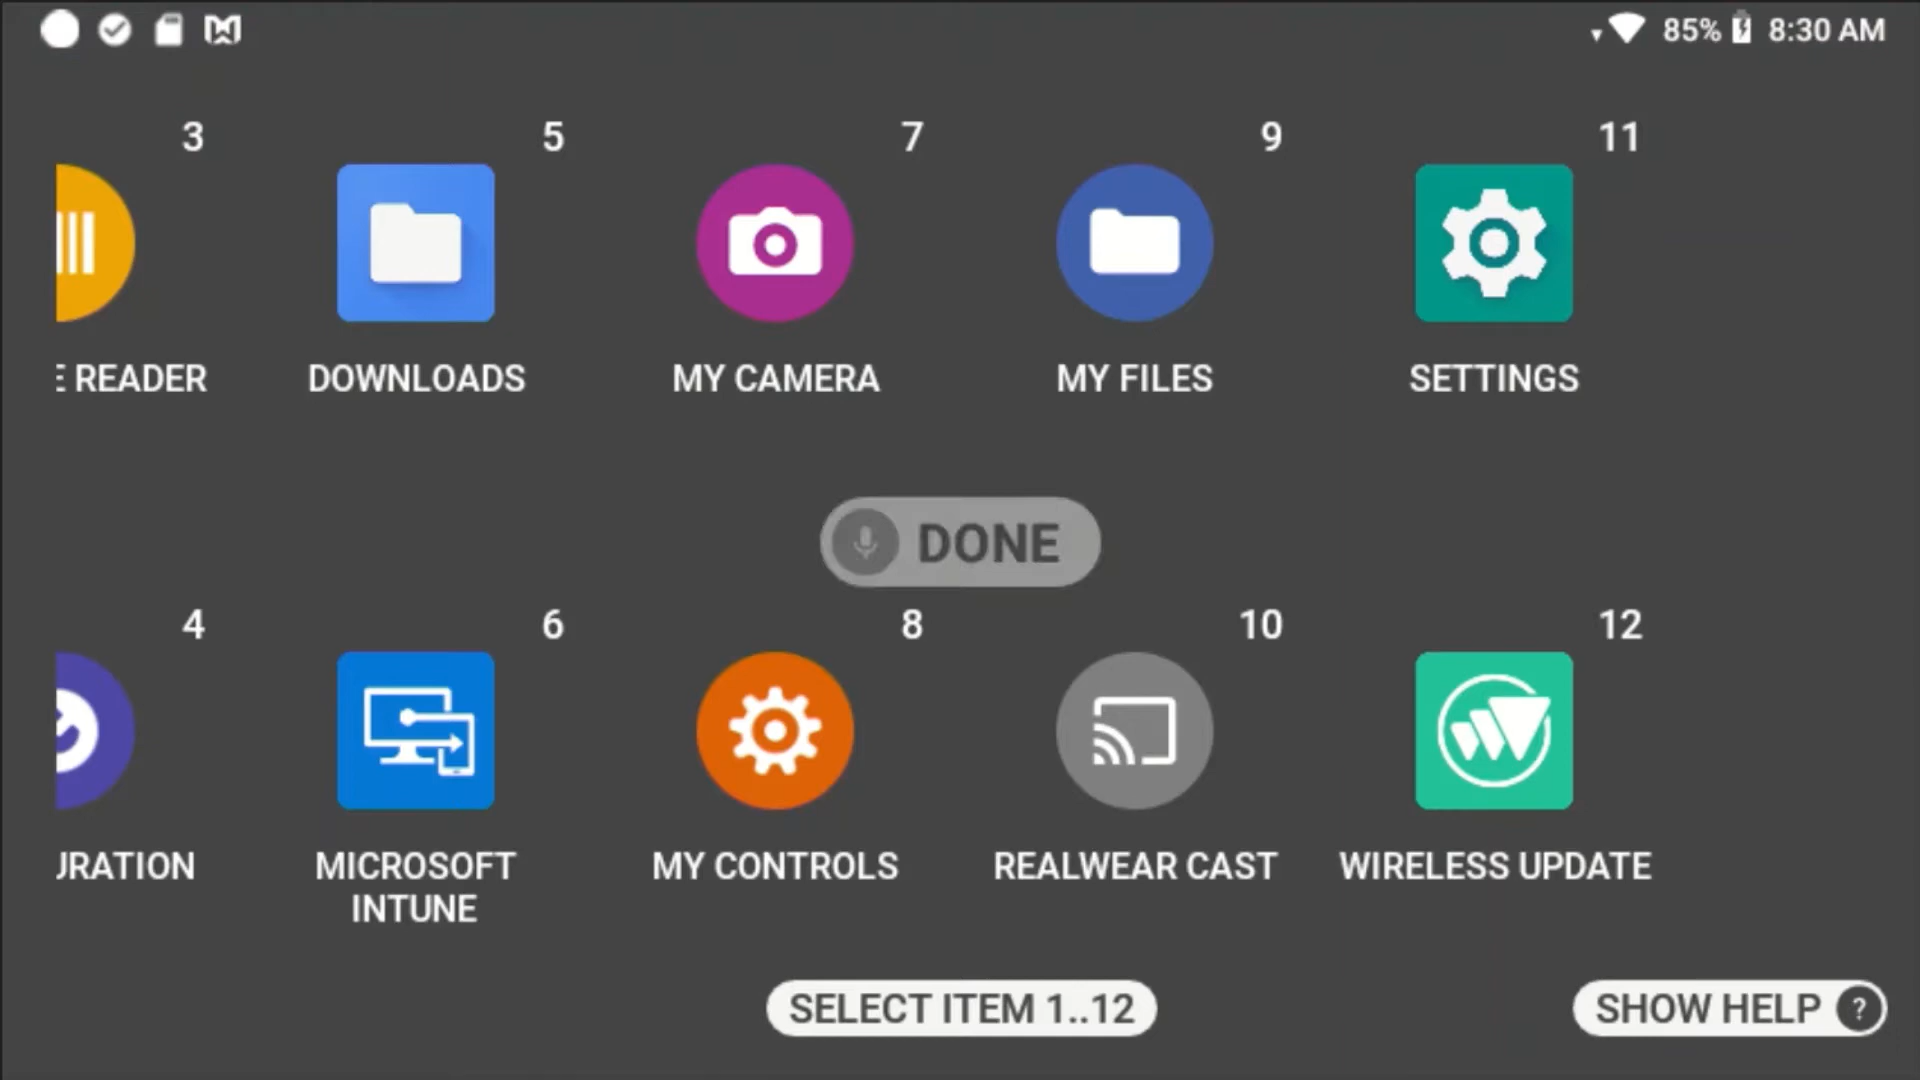 85% 8:30 AM
3 5 7 9 11
E READER DOWNLOADS MY CAMERA MY FILES SETTINGS
DONE
4 6 8 10 12
URATION MICROSOFT MY CONTROLS REALWEAR CAST WIRELESS UPDATE
INTUNE
SELECT ITEM 1..12 SHOW HELP ?